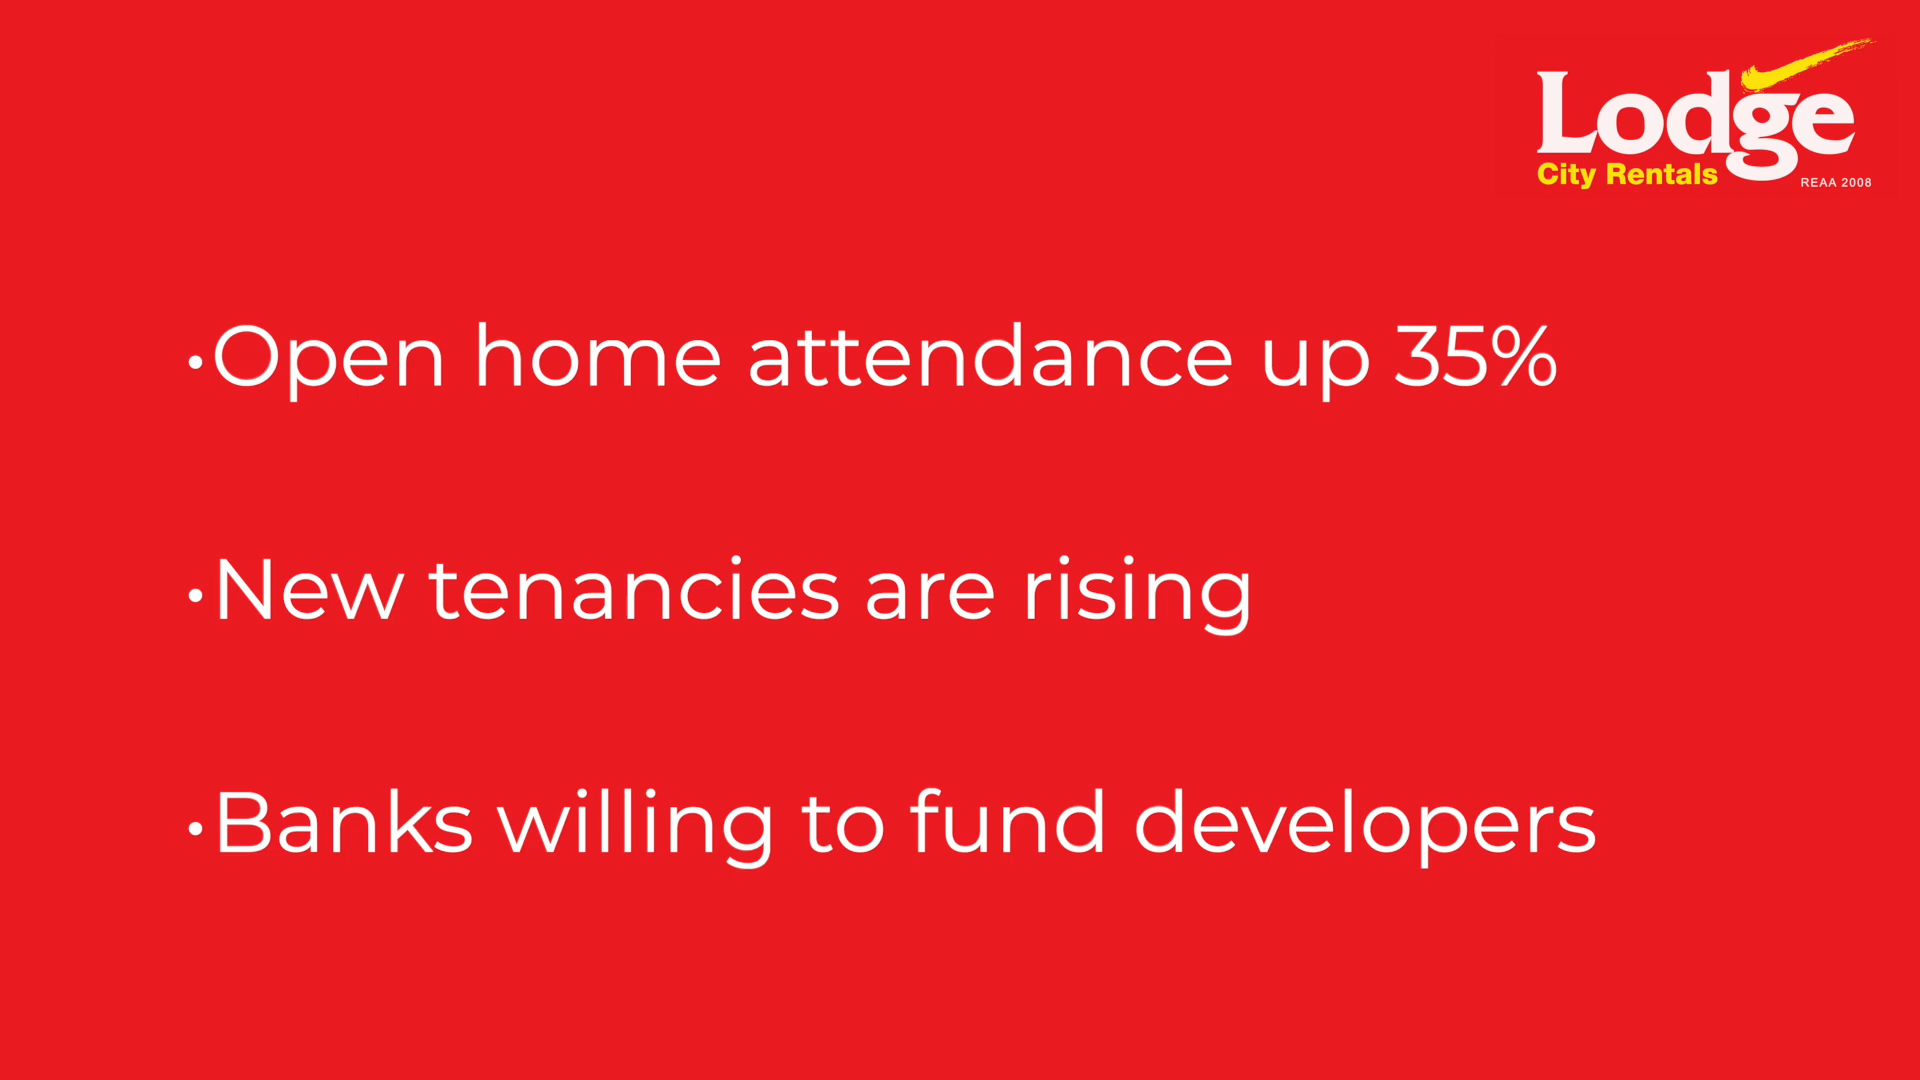 Lodge
City Rentals
REAA 2008
•Open home attendance up 35%
•New tenancies are rising
•Banks willing to fund developers